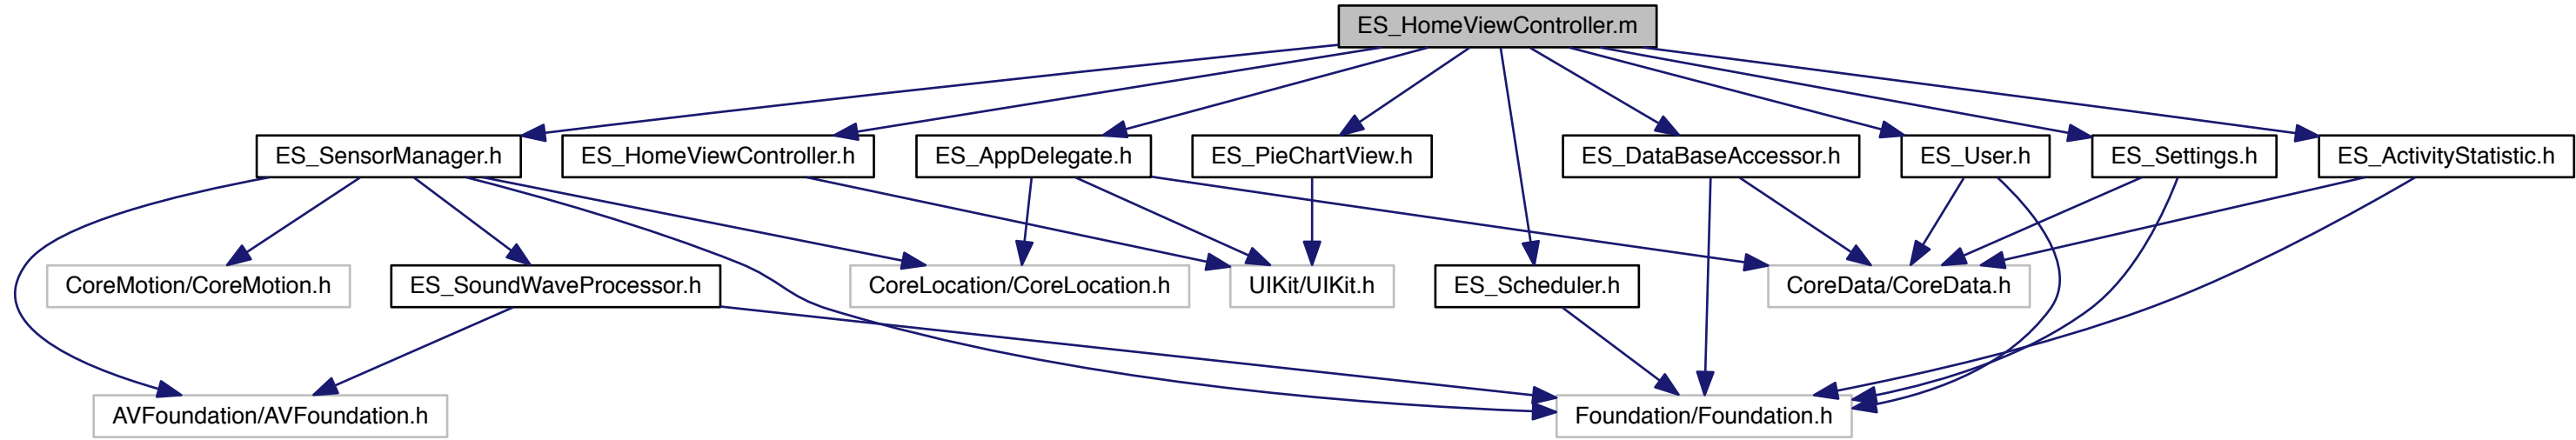 ES_HomeViewController.m
ES_SensorManager.h
ES_HomeViewController.h
ES_AppDelegate.h
ES_PieChartView.h
ES_DataBaseAccessor.h
ES_User.h
ES_Settings.h
ES_ActivityStatistic.h
CoreMotion/CoreMotion.h
ES_SoundWaveProcessor.h
CoreLocation/CoreLocation.h
UIKit/UIKit.h
ES_Scheduler.h
CoreData/CoreData.h
AVFoundation/AVFoundation.h
Foundation/Foundation.h